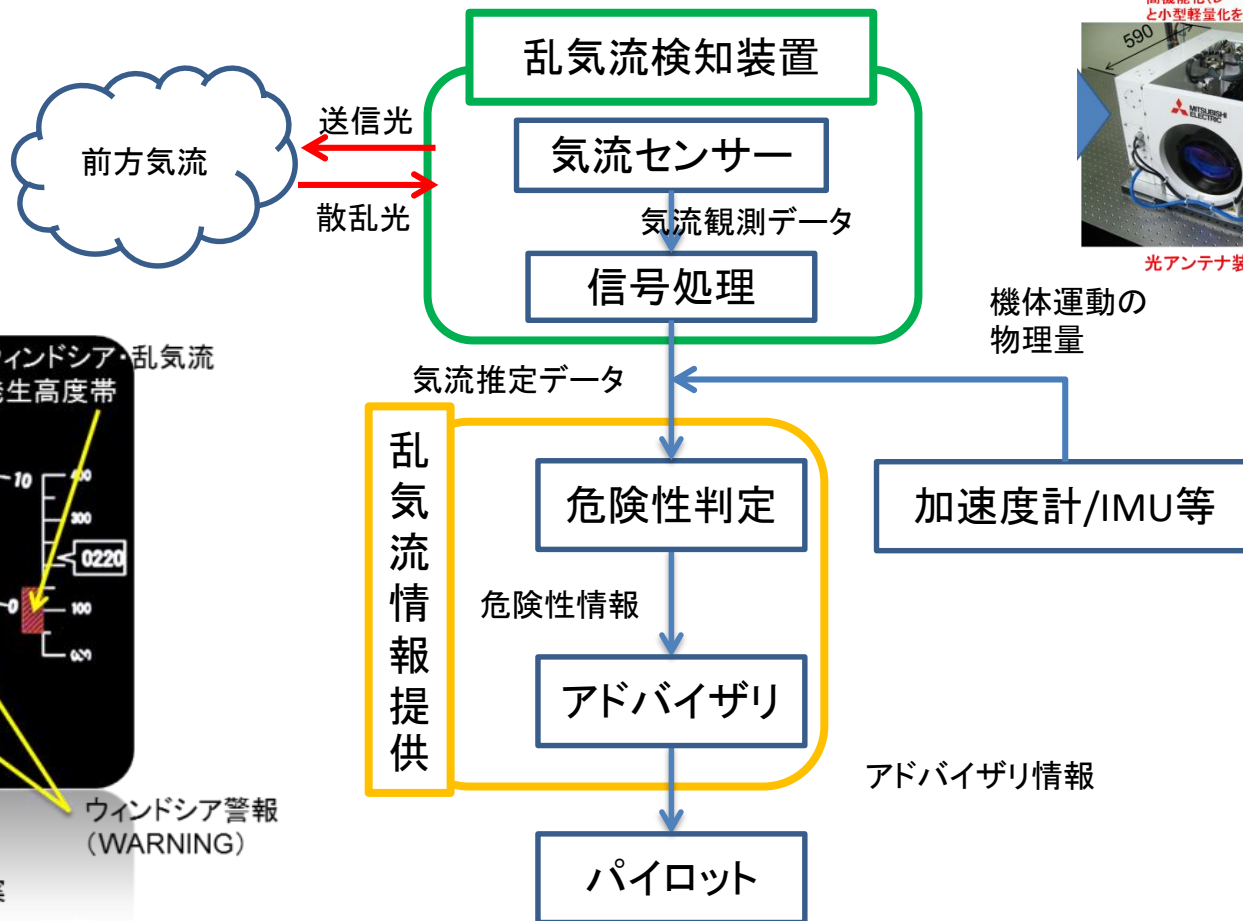 と小型軽量化を
590
MITSUBISHI
ELECTRIC
乱気流検知装置
送信光
前方気流
気流センサー
散乱光
気流観測データ
信号処理
光アンテナ装
機体運動の
物理量
ィンドシア・乱気流
生高度帯
気流推定データ
乱気流情報提供
危険性判定
加速度計/IMU等
10
300
0220
0
100
危険性情報
アドバイザリ
アドバイザリ情報
ウィンドシア警報
(WARNING)
パイロット